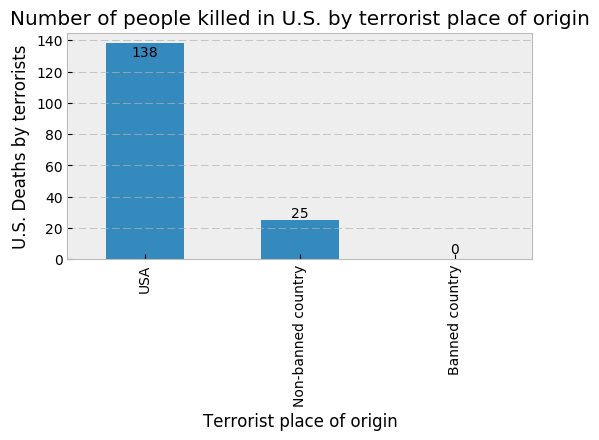 Number of people killed in U.S. by terrorist place of origin
U.S. Deaths by terrorists
140
120
100
80
60
40
20
0
138
25
0
USA
Non-banned country
Banned country
Terrorist place of origin